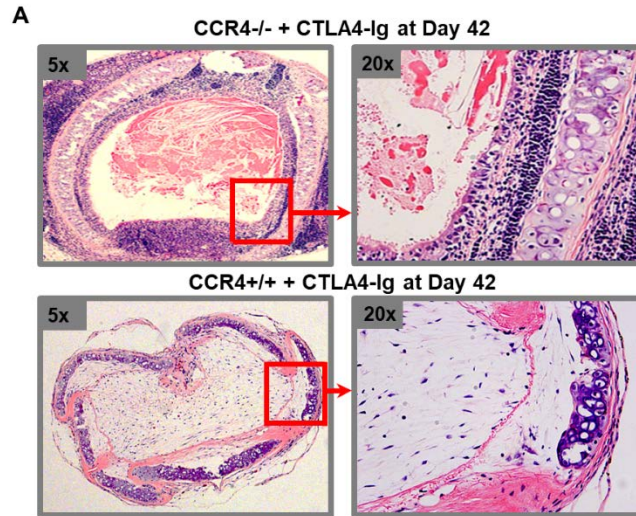 A
CCR4-/- + CTLA4-Ig at Day 42
5x
20x
CCR4+/+ + CTLA4-Ig at Day 42
5x
20x